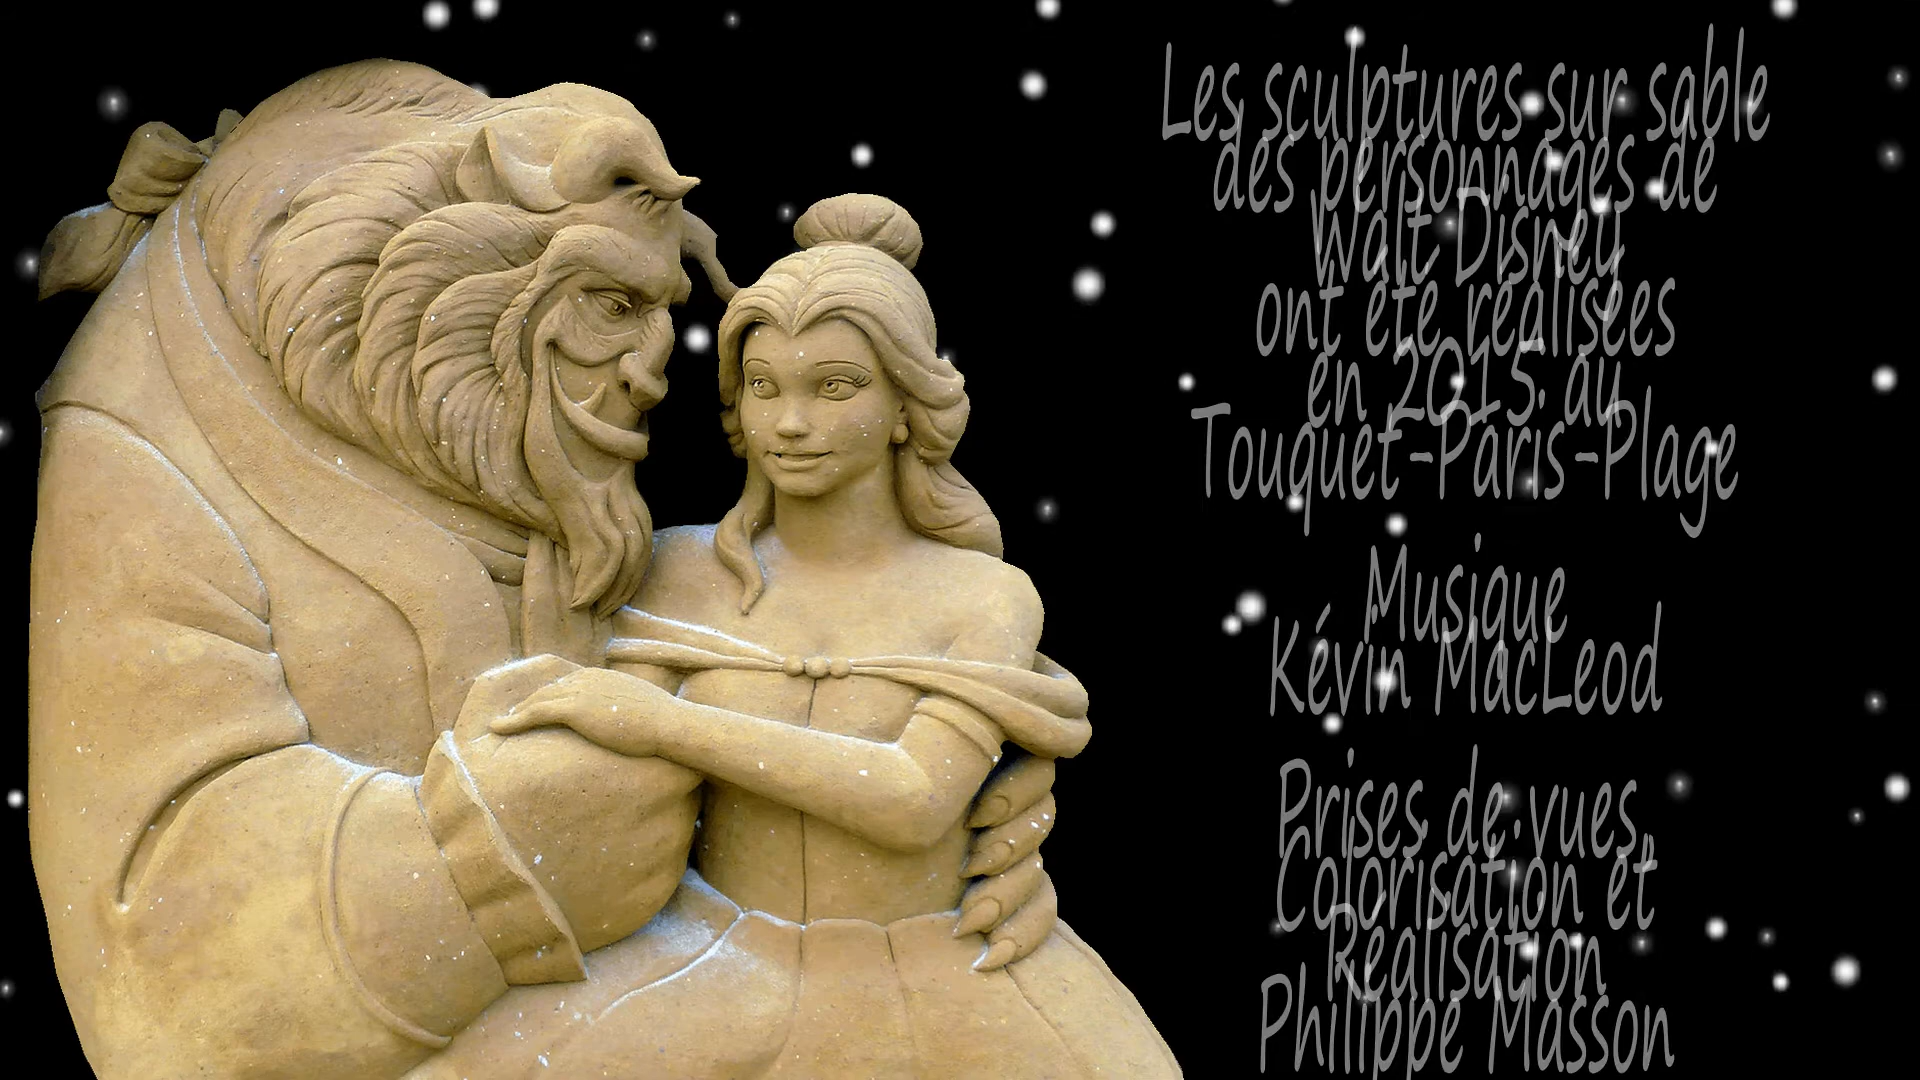 Les sculptures sur sable
des personnages de
Walt Disney
ont été réalisées
en 2015 au
Touquet-Paris-Plage
Musique
Kévin MacLeod
Prises de vues,
Colorisation et
Réalisation
Philippe Masson